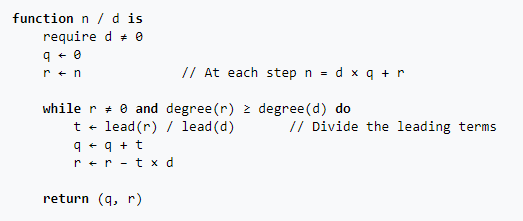 function n / d is
    require d ≠ 0
    q ← 0
    r ← n             // At each step n = d × q + r

    while r ≠ 0 and degree(r) ≥ degree(d) do
        t ← lead(r) / lead(d)       // Divide the leading terms
        q ← q + t
        r ← r − t × d

    return (q, r)